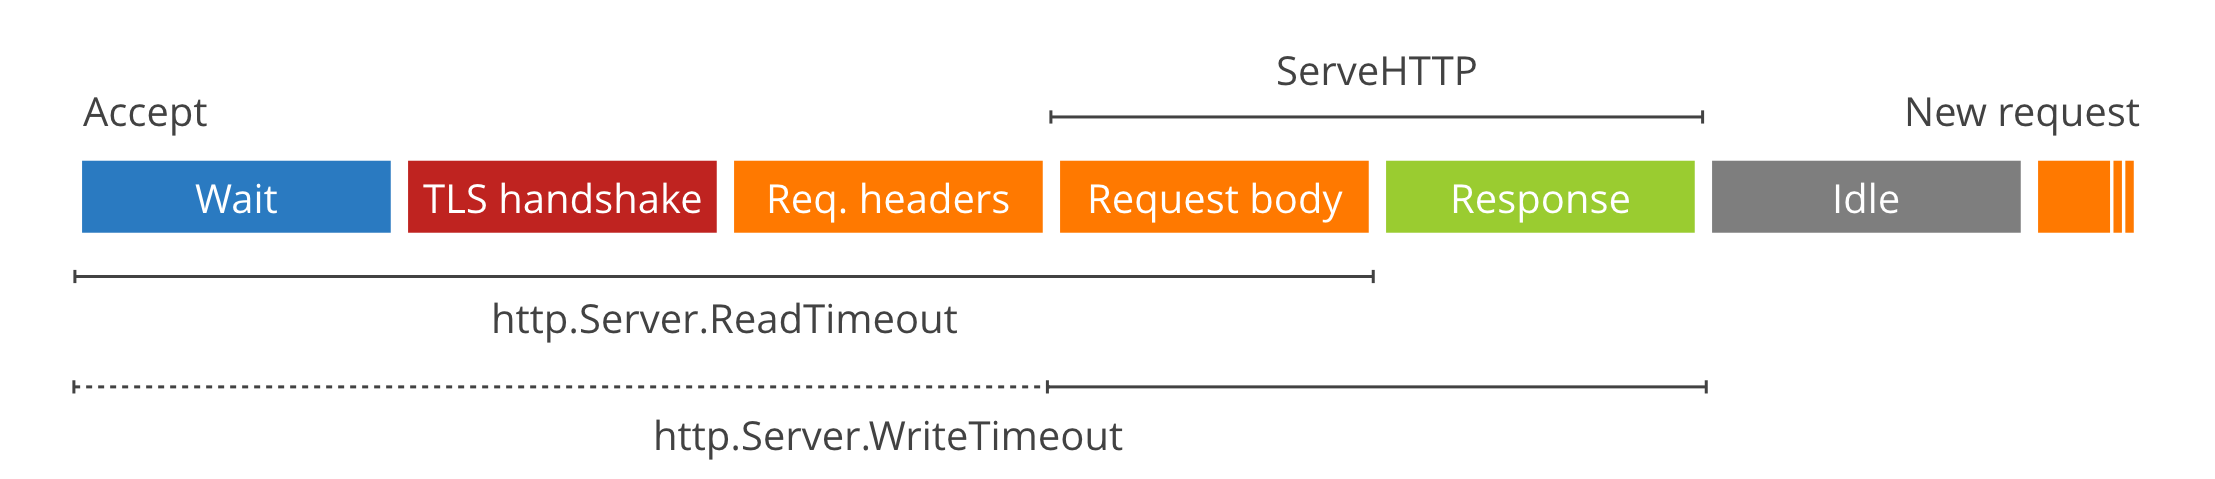 ServeHTTP
Accept
New request
Wait
TLS handshake
Req. headers
Request body
Response
Idle
http.Server.ReadTimeout
http.Server.WriteTimeout